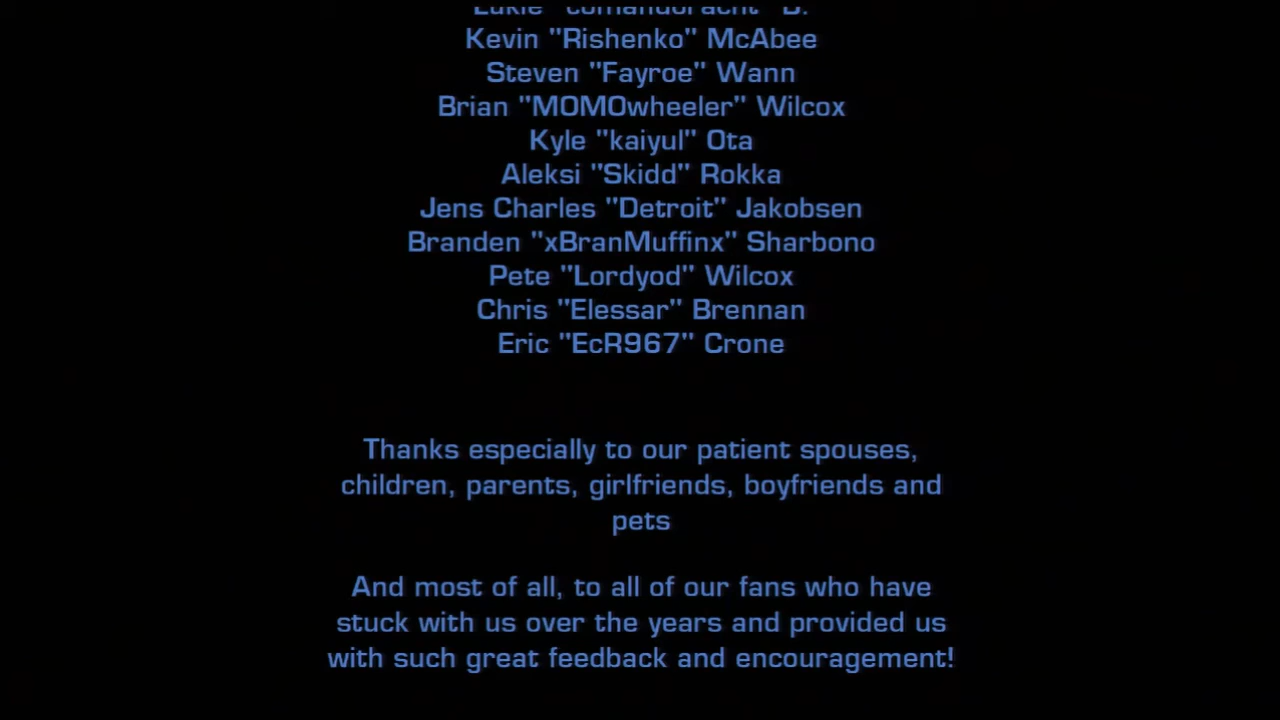 Kevin "Rishenko" McAbee
Steven "Fayroe" Wann
Brian "MOMOwheeler" Wilcox
Kyle "kaiyul" Ota
Aleksi "Skidd" Rokka
Jens Charles "Detroit" Jakobsen
Branden "xBranMuffinx" Sharbono
Pete "Lordyod" Wilcox
Chris "Elessar" Brennan
Eric "EcR967" Crone
Thanks especially to our patient spouses,
children, parents, girlfriends, boyfriends and
pets
And most of all, to all of our fans who have
stuck with us over the years and provided us
with such great feedback and encouragement!